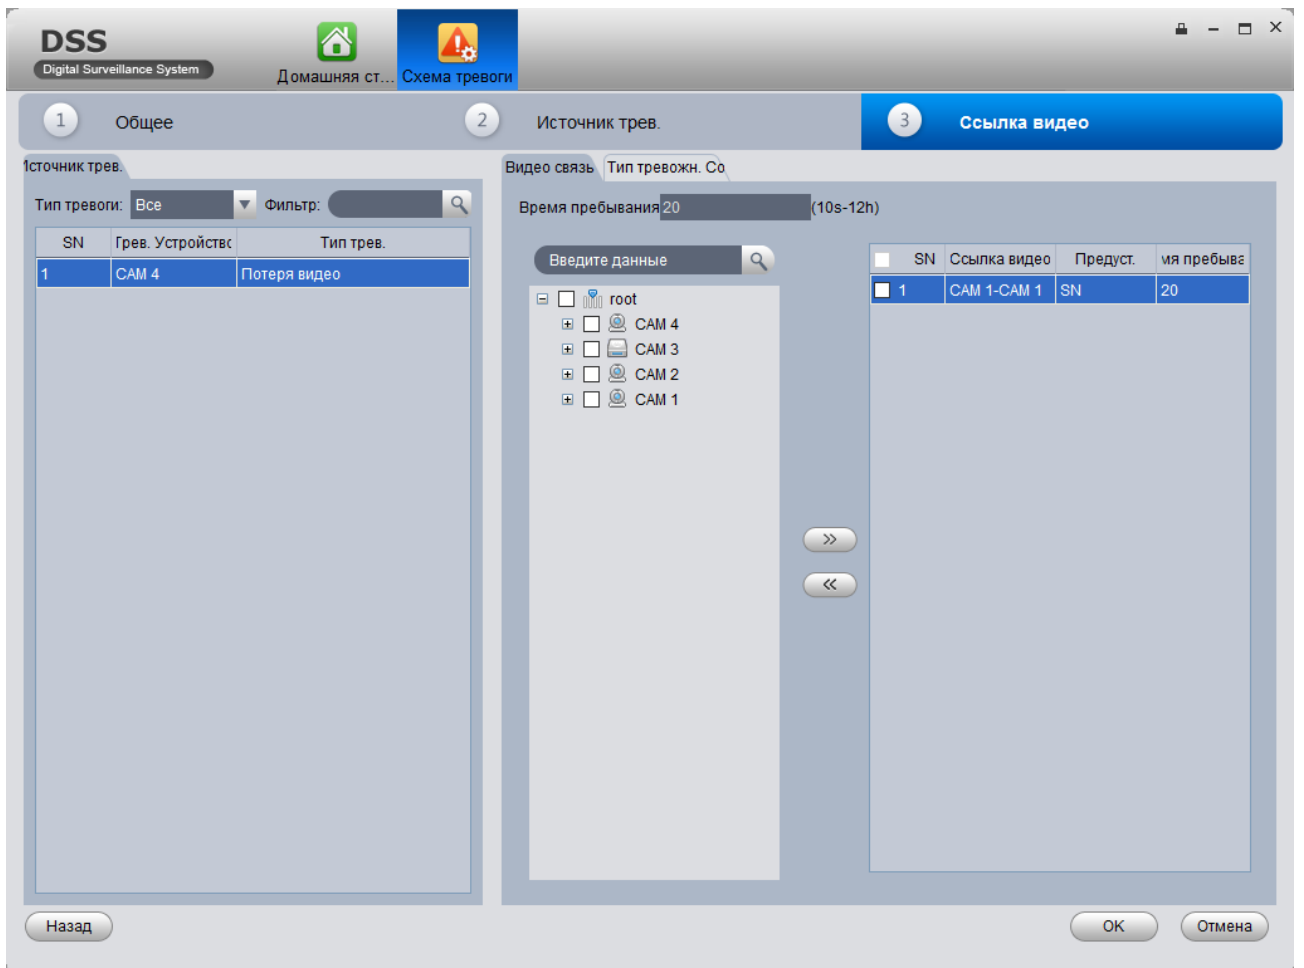 DSS
Digital Surveillance System
Домашняя ст...
Схема тревоги
1 Общее
2 Источник трев.
3 Ссылка видео
Источник трев.
Тип тревоги: Все Фильтр:
SN Трев. Устройство Тип трев.
1 CAM 4 Потеря видео
Видео связь Тип тревожн. Со
Время пребывания 20 (10s-12h)
Введите данные
root
CAM 4
CAM 3
CAM 2
CAM 1
SN Ссылка видео Предуст. мя пребыва
1 CAM 1-CAM 1 SN 20
Назад
OK
Отмена